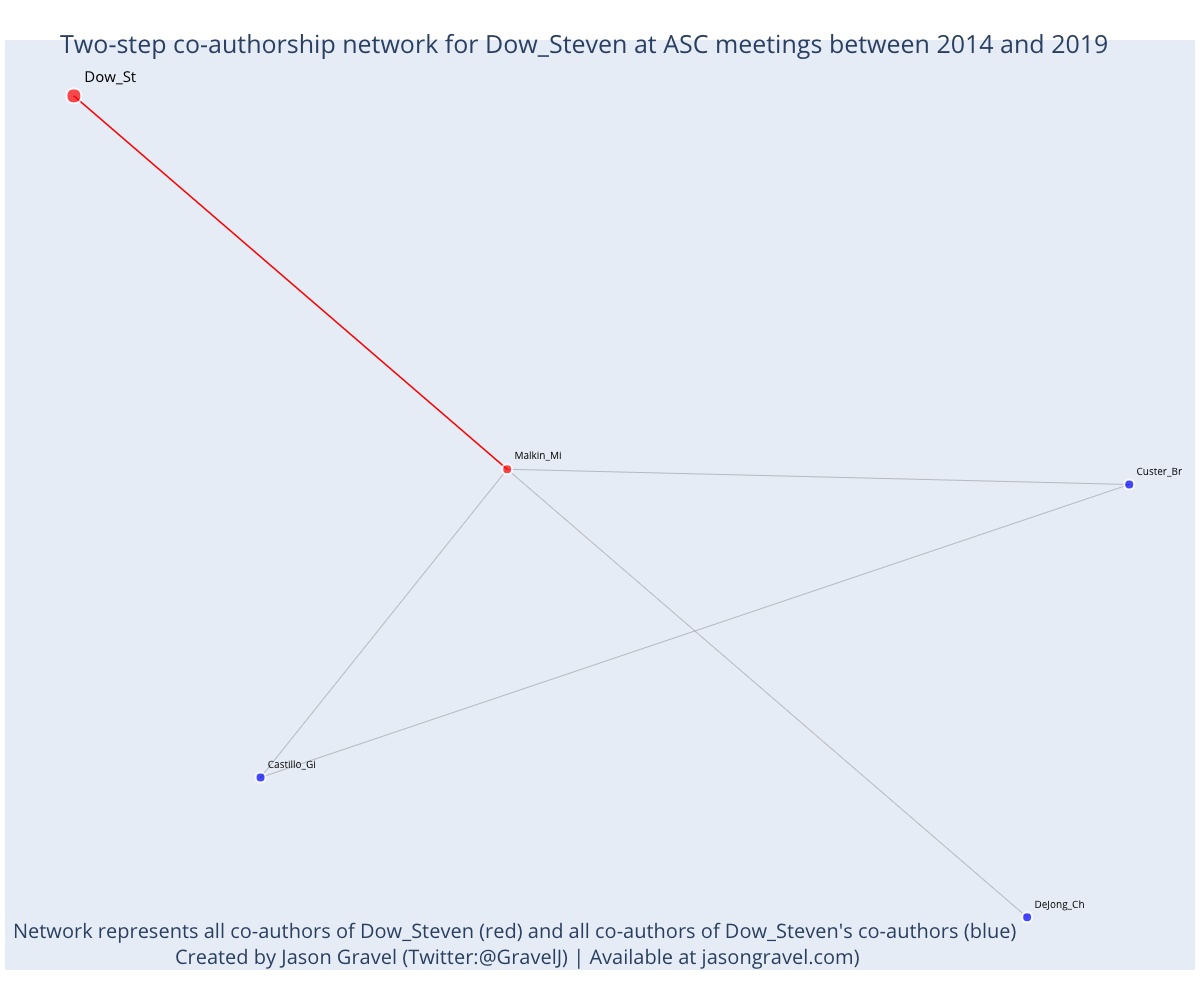 Two-step co-authorship network for Dow_Steven at ASC meetings between 2014 and 2019
Dow_St
Malkin_Mi
Custer_Br
Castillo_Gi
DeJong_Ch
Network represents all co-authors of Dow_Steven (red) and all co-authors of Dow_Steven's co-authors (blue)
Created by Jason Gravel (Twitter:@GravelJ) | Available at jasongravel.com)